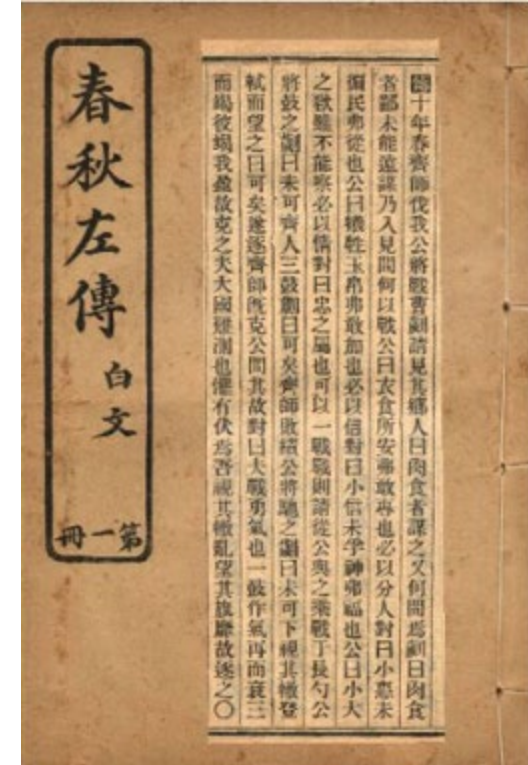 十年春齊師伐我公將戰曹劌請見其鄉人曰肉食者謀之又何間焉劌曰肉食
者鄙未能遠謀乃入見問何以戰公曰衣食所安弗敢專也必以分人對曰小惠未
徧民弗從也公曰犧牲玉帛弗敢加也必以信對曰小信未孚神弗福也公曰小大
之獄雖不能察必以情對曰忠之屬也可以一戰戰則請從公與之乘戰于長勺公
將鼓之劌曰未可齊人三鼓劌曰可矣齊師敗績公將馳之劌曰未可下視其轍登
軾而望之曰可矣遂逐齊師既克公問其故對曰夫戰勇氣也一鼓作氣再而衰三
而竭彼竭我盈故克之夫大國難測也懼有伏焉吾視其轍亂望其旗靡故逐之〇
春秋左傳
白文
第一冊